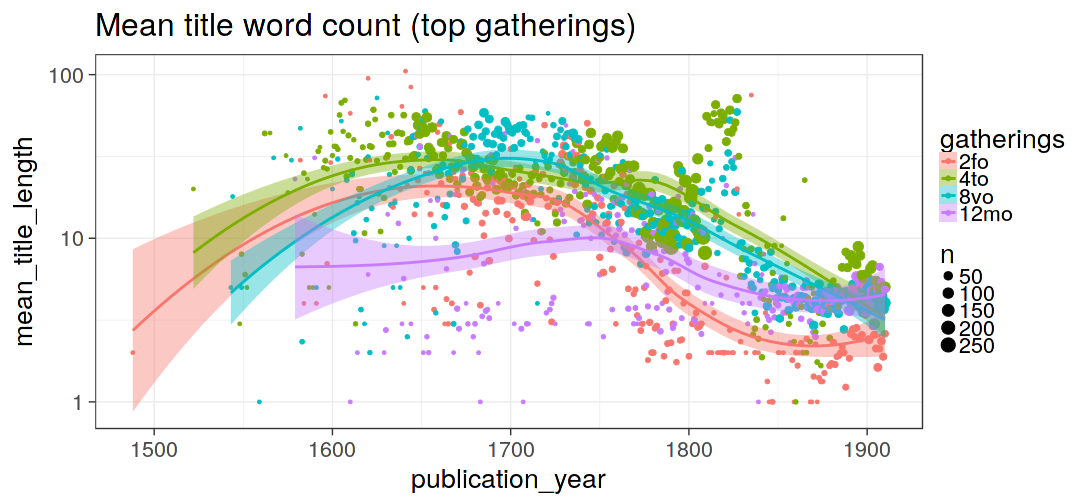 Mean title word count (top gatherings)
mean_title_length
100
10
1
1500
1600
1700
1800
1900
publication_year
gatherings
2fo
4to
8vo
12mo
n
50
100
150
200
250